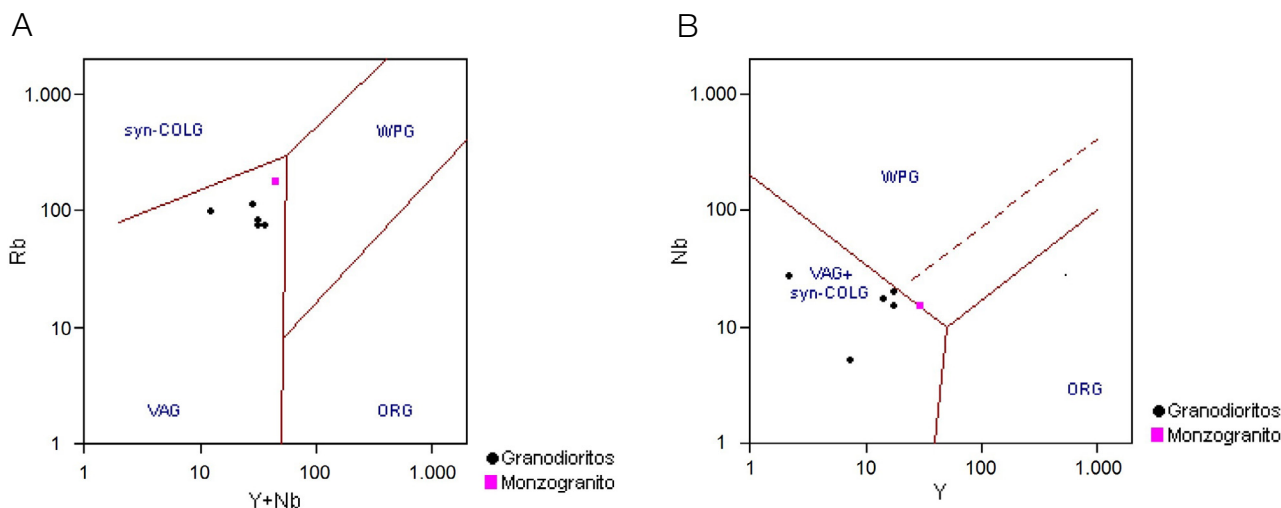 A
1.000
100
10
1
Rb
syn-COLG
WPG
VAG
ORG
1
10
100
1.000
Y+Nb
Granodioritos
Monzogranito
B
1.000
100
10
1
Nb
WPG
VAG+
syn-COLG
ORG
1
10
100
1.000
Y
Granodioritos
Monzogranito